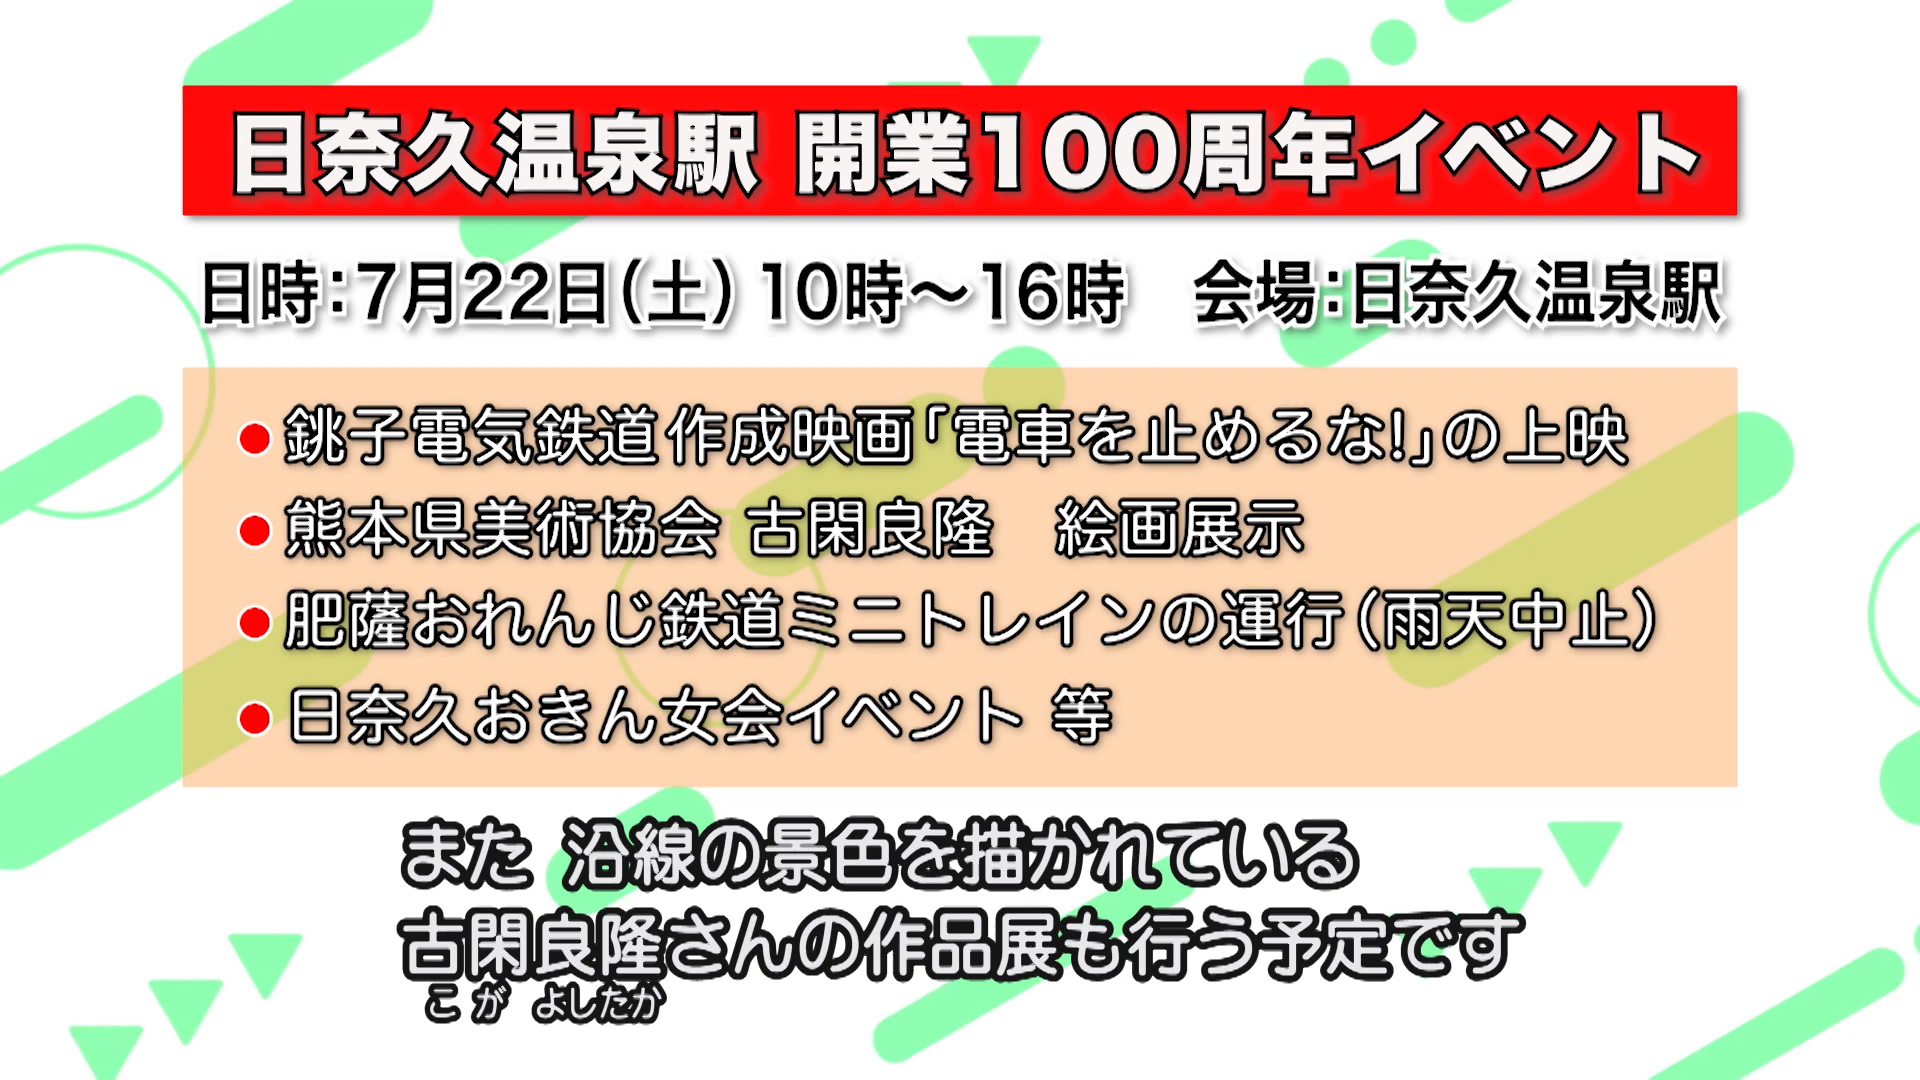 日奈久温泉駅 開業100周年イベント
日時：7月22日（土）10時～16時　会場：日奈久温泉駅
●銚子電気鉄道作成映画「電車を止めるな!」の上映
●熊本県美術協会 古閑良隆　絵画展示
●肥薩おれんじ鉄道ミニトレインの運行（雨天中止）
●日奈久おきん女会イベント 等
また 沿線の景色を描かれている
古閑良隆さんの作品展も行う予定です
こ が よしたか